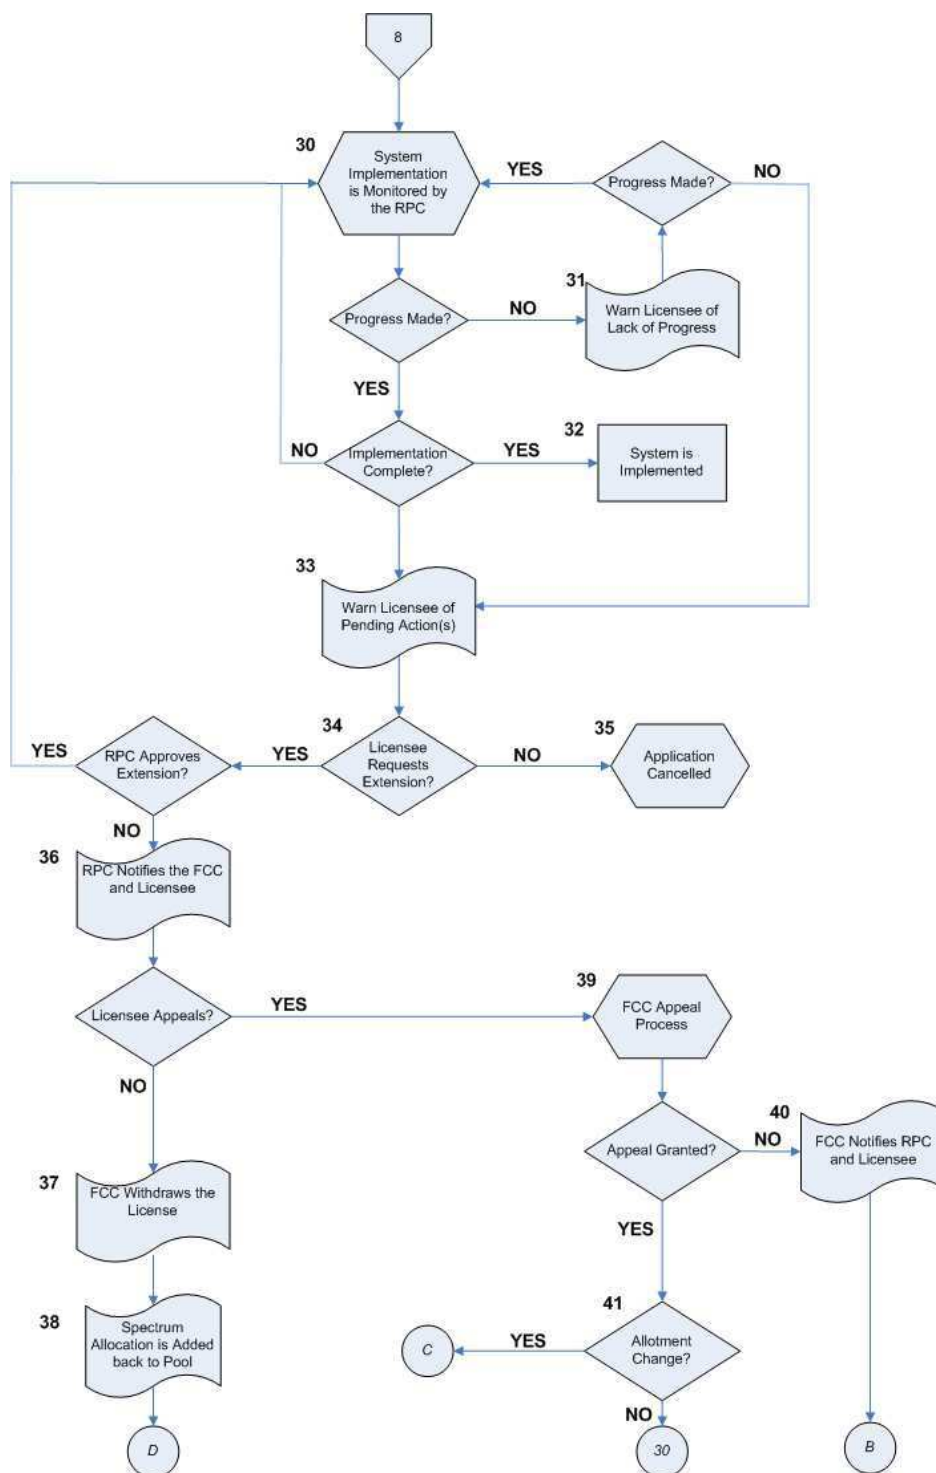 8
30
System
Implementation
is Monitored by
the RPC
YES
Progress Made?
NO
31
Progress Made?
NO
Warn Licensee of
Lack of Progress
YES
32
NO
Implementation
Complete?
YES
System is
Implemented
33
Warn Licensee of
Pending Action(s)
34
35
YES
RPC Approves
Extension?
YES
Licensee
Requests
Extension?
NO
Application
Cancelled
NO
36
RPC Notifies the FCC
and Licensee
39
Licensee Appeals?
YES
FCC Appeal
Process
NO
40
Appeal Granted?
NO
FCC Notifies RPC
and Licensee
37
FCC Withdraws the
License
YES
41
38
Spectrum
Allocation is Added
back to Pool
C
YES
Allotment
Change?
NO
D
30
B